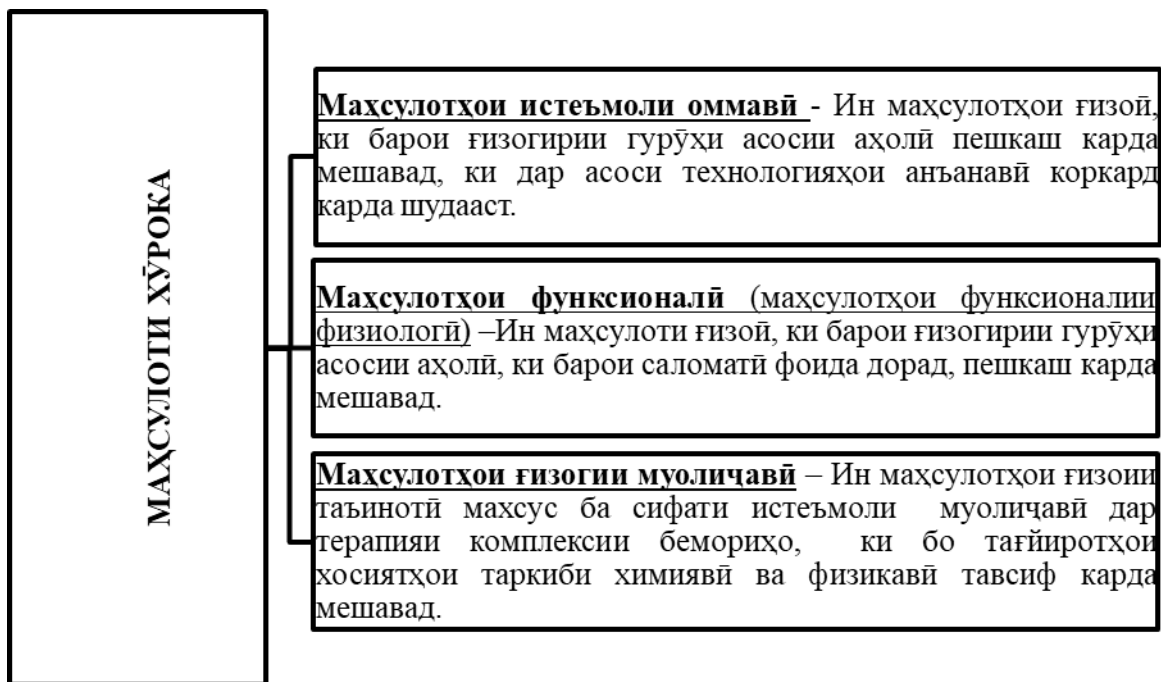 МАҲСУЛОТИ ХӮРОКА
Маҳсулотҳои истеъмоли оммавӣ - Ин маҳсулотҳои ғизоӣ,
ки барои ғизогирии гурӯҳи асосии аҳолӣ пешкаш карда
мешавад, ки дар асоси технологияҳои анъанавӣ коркард
карда шудааст.
Маҳсулотҳои функсионалӣ (маҳсулотҳои функсионалии
физиологӣ) –Ин маҳсулоти ғизоӣ, ки барои ғизогирии гурӯҳи
асосии аҳолӣ, ки барои саломатӣ фоида дорад, пешкаш карда
мешавад.
Маҳсулотҳои ғизогии муолиҷавӣ – Ин маҳсулотҳои ғизоии
таъинотӣ махсус ба сифати истеъмоли муолиҷавӣ дар
терапияи комплексии бемориҳо, ки бо тағйиротҳои
хосиятҳои таркиби химиявӣ ва физикавӣ тавсиф карда
мешавад.